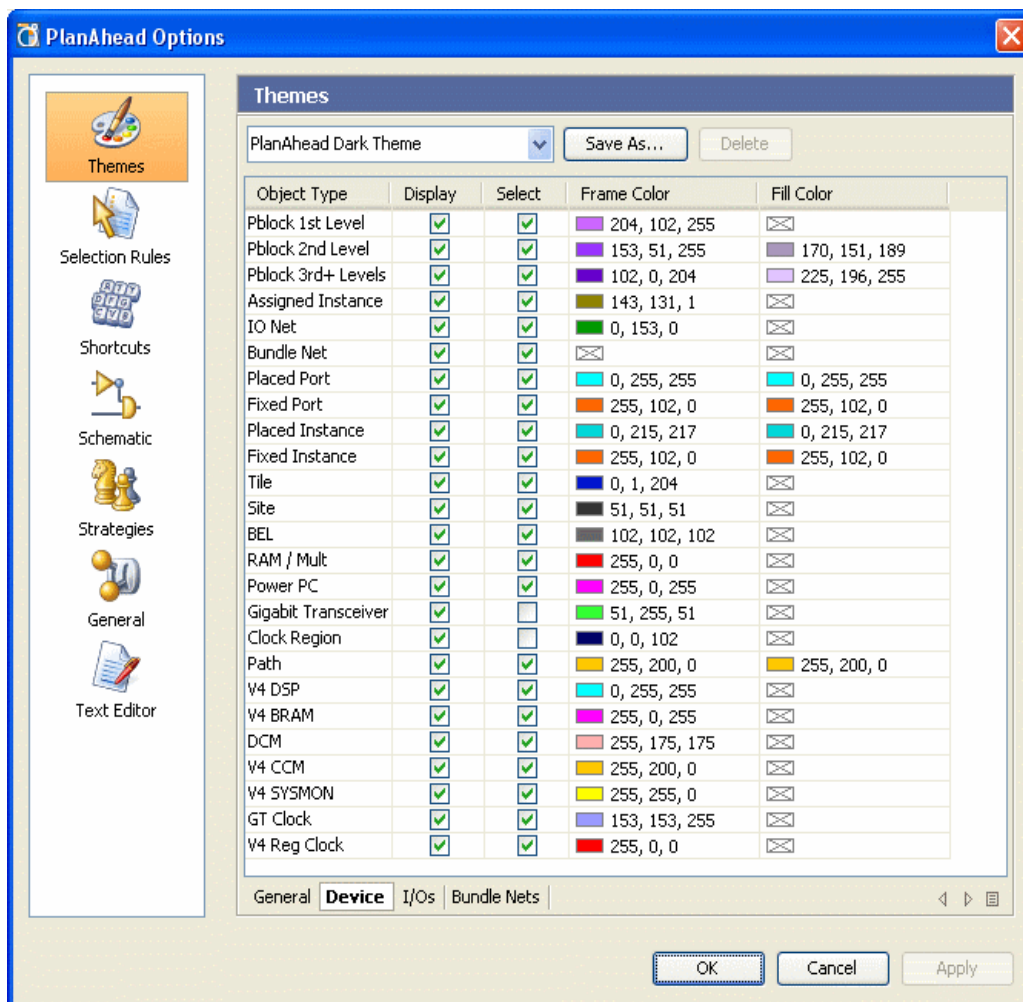 PlanAhead Options
Themes
Selection Rules
Shortcuts
Schematic
Strategies
General
Text Editor
Themes
PlanAhead Dark Theme Save As... Delete
Object Type Display Select Frame Color Fill Color
Pblock 1st Level 204, 102, 255
Pblock 2nd Level 153, 51, 255 170, 151, 189
Pblock 3rd+ Levels 102, 0, 204 225, 196, 255
Assigned Instance 143, 131, 1
IO Net 0, 153, 0
Bundle Net
Placed Port 0, 255, 255 0, 255, 255
Fixed Port 255, 102, 0 255, 102, 0
Placed Instance 0, 215, 217 0, 215, 217
Fixed Instance 255, 102, 0 255, 102, 0
Tile 0, 1, 204
Site 51, 51, 51
BEL 102, 102, 102
RAM / Mult 255, 0, 0
Power PC 255, 0, 255
Gigabit Transceiver 51, 255, 51
Clock Region 0, 0, 102
Path 255, 200, 0 255, 200, 0
V4 DSP 0, 255, 255
V4 BRAM 255, 0, 255
DCM 255, 175, 175
V4 CCM 255, 200, 0
V4 SYSMON 255, 255, 0
GT Clock 153, 153, 255
V4 Reg Clock 255, 0, 0
General Device I/Os Bundle Nets
OK Cancel Apply